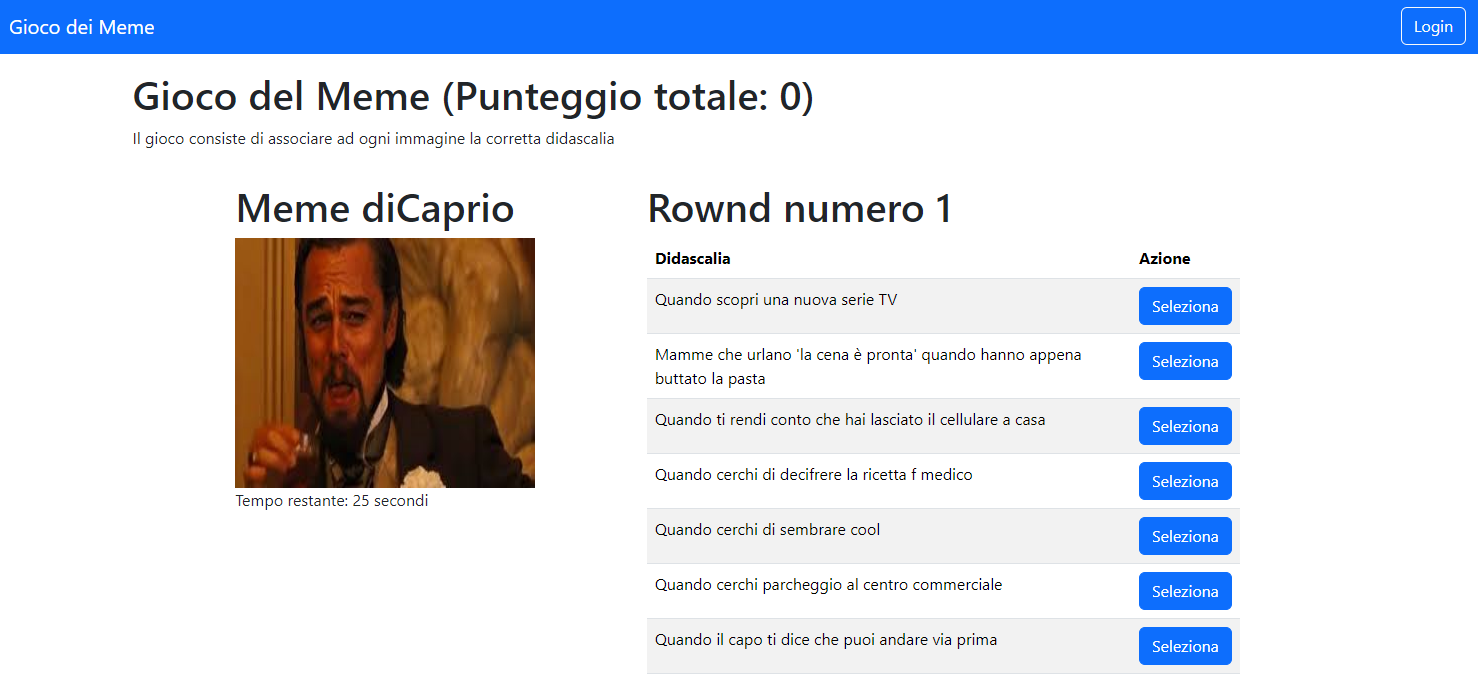 Gioco dei Meme
Login
Gioco del Meme (Punteggio totale: 0)
Il gioco consiste di associare ad ogni immagine la corretta didascalia
Meme diCaprio
Tempo restante: 25 secondi
Rownd numero 1
Didascalia Azione
Quando scopri una nuova serie TV Seleziona
Mamme che urlano 'la cena è pronta' quando hanno appena
buttato la pasta Seleziona
Quando ti rendi conto che hai lasciato il cellulare a casa Seleziona
Quando cerchi di decifrere la ricetta f medico Seleziona
Quando cerchi di sembrare cool Seleziona
Quando cerchi parcheggio al centro commerciale Seleziona
Quando il capo ti dice che puoi andare via prima Seleziona